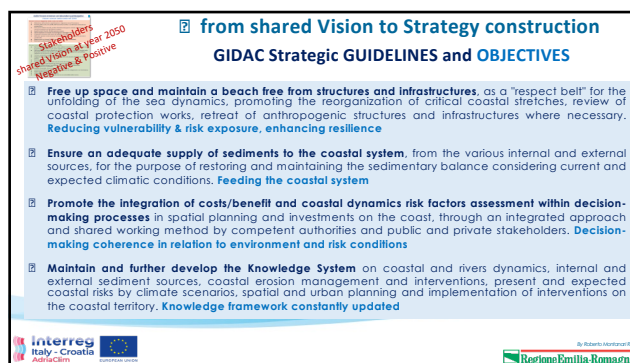 Stakeholders
shared Vision at year 2050
Negative & Positive
from shared Vision to Strategy construction
GIDAC Strategic GUIDELINES and OBJECTIVES
Free up space and maintain a beach free from structures and infrastructures, as a "respect belt" for the
unfolding of the sea dynamics, promoting the reorganization of critical coastal stretches, review of
coastal protection works, retreat of anthropogenic structures and infrastructures where necessary.
Reducing vulnerability & risk exposure, enhancing resilience
Ensure an adequate supply of sediments to the coastal system, from the various internal and external
sources, for the purpose of restoring and maintaining the sedimentary balance considering current and
expected climatic conditions. Feeding the coastal system
Promote the integration of costs/benefit and coastal dynamics risk factors assessment within decision-
making processes in spatial planning and investments on the coast, through an integrated approach
and shared working method by competent authorities and public and private stakeholders. Decision-
making coherence in relation to environment and risk conditions
Maintain and further develop the Knowledge System on coastal and rivers dynamics, internal and
external sediment sources, coastal erosion management and interventions, present and expected
coastal risks by climate scenarios, spatial and urban planning and implementation of interventions on
the coastal territory. Knowledge framework constantly updated
Interreg
Italy - Croatia
AdriaClim
EUROPEAN UNION
By Roberto Montanari
RegioneEmilia-Romagn